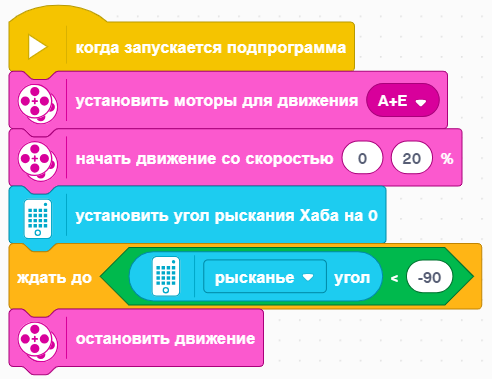 когда запускается подпрограмма
установить моторы для движения A+E
начать движение со скоростью 0 20 %
установить угол рыскания Хаба на 0
ждать до рысканье угол < -90
остановить движение